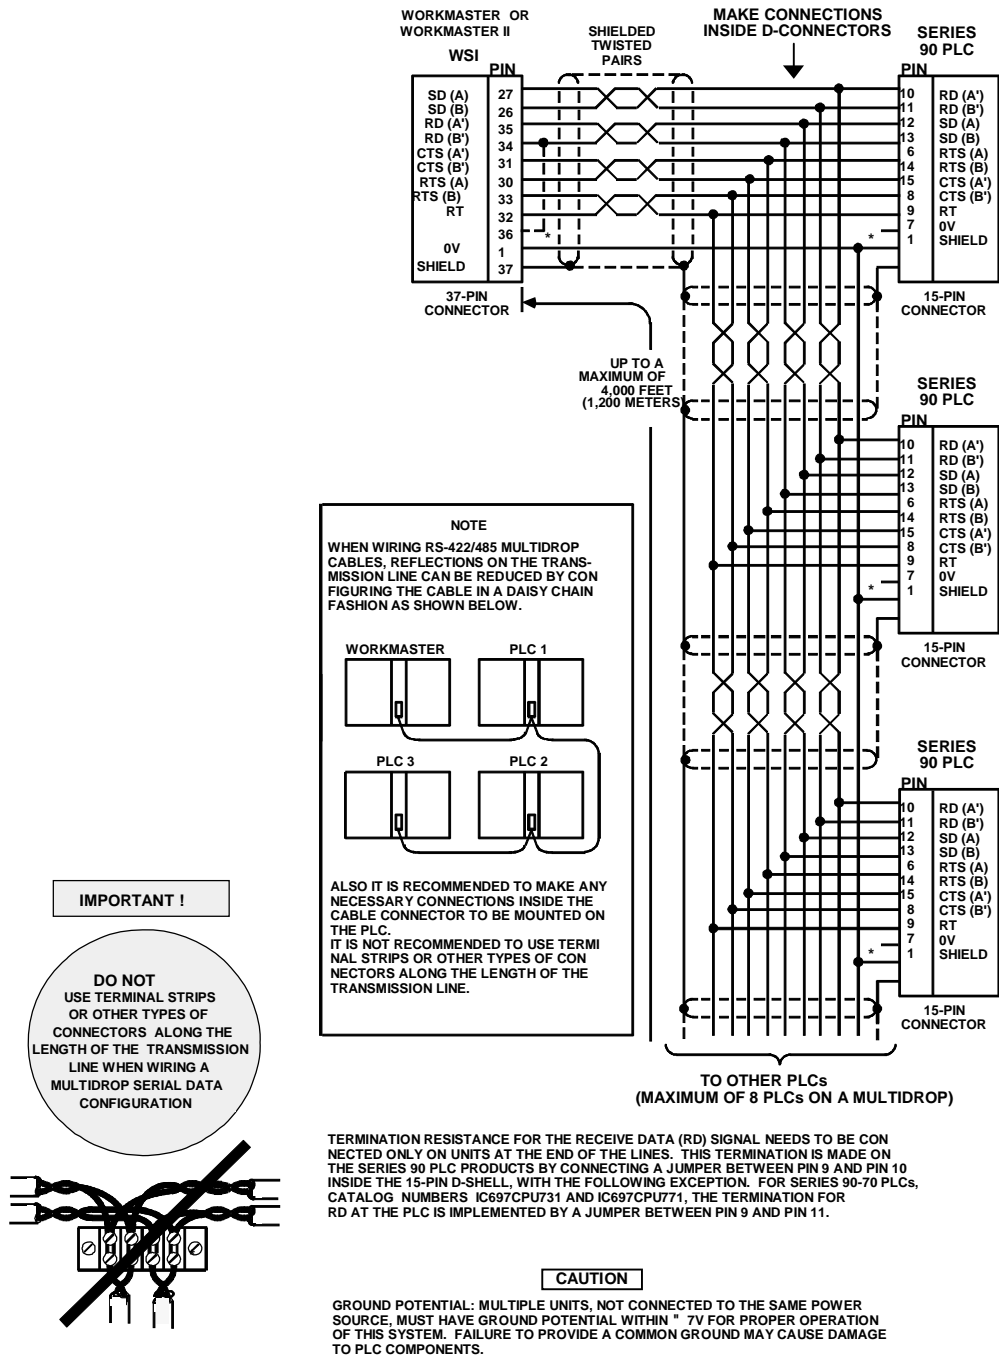 WORKMASTER OR
WORKMASTER II
WSI
PIN
SD (A) 27
SD (B) 26
RD (A') 35
RD (B') 34
CTS (A') 31
CTS (B') 30
RTS (A) 33
RTS (B) 32
RT 36
0V 1
SHIELD 37
*
37-PIN
CONNECTOR
SHIELDED
TWISTED
PAIRS
MAKE CONNECTIONS
INSIDE D-CONNECTORS
SERIES
90 PLC
PIN
10 RD (A')
11 RD (B')
12 SD (A)
13 SD (B)
6 RTS (A)
14 RTS (B)
15 CTS (A')
8 CTS (B')
9 RT
7 0V
* 1 SHIELD
15-PIN
CONNECTOR
UP TO A
MAXIMUM OF
4,000 FEET
(1,200 METERS)
SERIES
90 PLC
PIN
10 RD (A')
11 RD (B')
12 SD (A)
13 SD (B)
6 RTS (A)
14 RTS (B)
15 CTS (A')
8 CTS (B')
9 RT
7 0V
* 1 SHIELD
15-PIN
CONNECTOR
SERIES
90 PLC
PIN
10 RD (A')
11 RD (B')
12 SD (A)
13 SD (B)
6 RTS (A)
14 RTS (B)
15 CTS (A')
8 CTS (B')
9 RT
7 0V
* 1 SHIELD
15-PIN
CONNECTOR
TO OTHER PLCs
(MAXIMUM OF 8 PLCs ON A MULTIDROP)
NOTE
WHEN WIRING RS-422/485 MULTIDROP
CABLES, REFLECTIONS ON THE TRANS-
MISSION LINE CAN BE REDUCED BY CON
FIGURING THE CABLE IN A DAISY CHAIN
FASHION AS SHOWN BELOW.
WORKMASTER PLC 1
PLC 3 PLC 2
ALSO IT IS RECOMMENDED TO MAKE ANY
NECESSARY CONNECTIONS INSIDE THE
CABLE CONNECTOR TO BE MOUNTED ON
THE PLC.
IT IS NOT RECOMMENDED TO USE TERMI
NAL STRIPS OR OTHER TYPES OF CON
NECTORS ALONG THE LENGTH OF THE
TRANSMISSION LINE.
IMPORTANT !
DO NOT
USE TERMINAL STRIPS
OR OTHER TYPES OF
CONNECTORS ALONG THE
LENGTH OF THE TRANSMISSION
LINE WHEN WIRING A
MULTIDROP SERIAL DATA
CONFIGURATION
TERMINATION RESISTANCE FOR THE RECEIVE DATA (RD) SIGNAL NEEDS TO BE CON
NECTED ONLY ON UNITS AT THE END OF THE LINES. THIS TERMINATION IS MADE ON
THE SERIES 90 PLC PRODUCTS BY CONNECTING A JUMPER BETWEEN PIN 9 AND PIN 10
INSIDE THE 15-PIN D-SHELL, WITH THE FOLLOWING EXCEPTION. FOR SERIES 90-70 PLCs,
CATALOG NUMBERS IC697CPU731 AND IC697CPU771, THE TERMINATION FOR
RD AT THE PLC IS IMPLEMENTED BY A JUMPER BETWEEN PIN 9 AND PIN 11.
CAUTION
GROUND POTENTIAL: MULTIPLE UNITS, NOT CONNECTED TO THE SAME POWER
SOURCE, MUST HAVE GROUND POTENTIAL WITHIN " 7V FOR PROPER OPERATION
OF THIS SYSTEM. FAILURE TO PROVIDE A COMMON GROUND MAY CAUSE DAMAGE
TO PLC COMPONENTS.